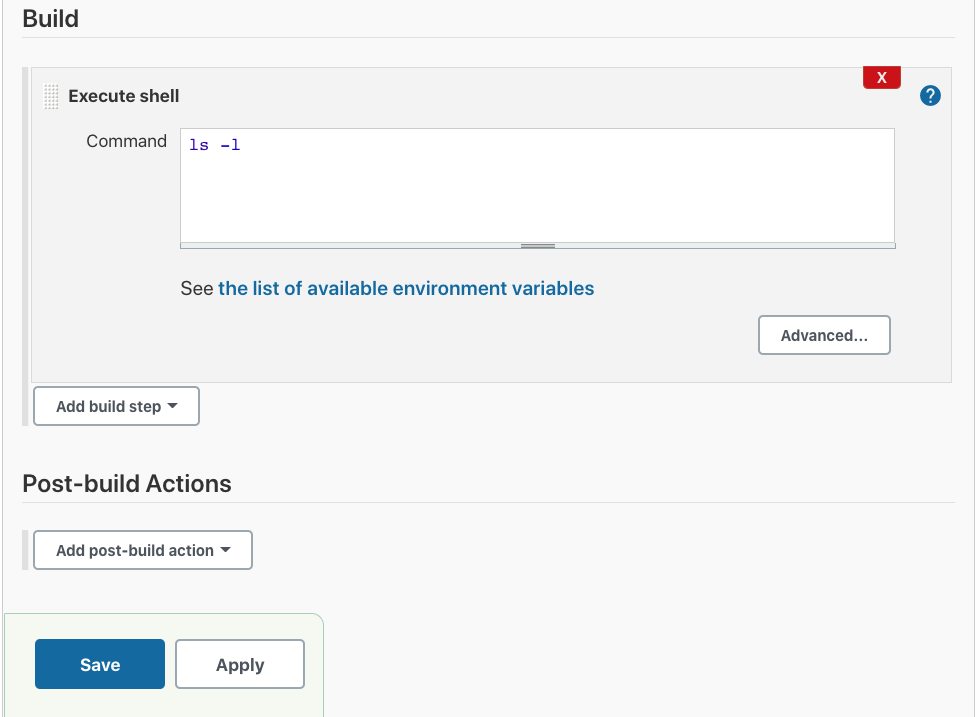 Build
X
Execute shell
?
Command
ls -l
See the list of available environment variables
Advanced...
Add build step
Post-build Actions
Add post-build action
Save
Apply